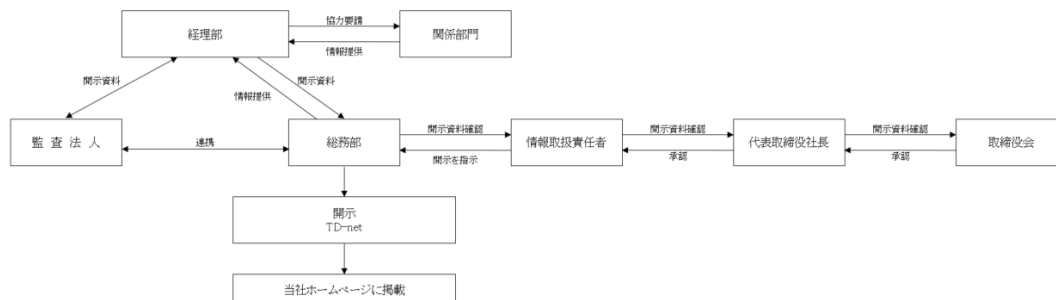 協力要請
経理部
関係部門
情報提供
開示資料
開示資料
情報提供
監 査 法 人
連携
総務部
開示資料確認
開示を指示
情報取扱責任者
開示資料確認
承認
代表取締役社長
開示資料確認
承認
取締役会
開示
TD-net
当社ホームページに掲載